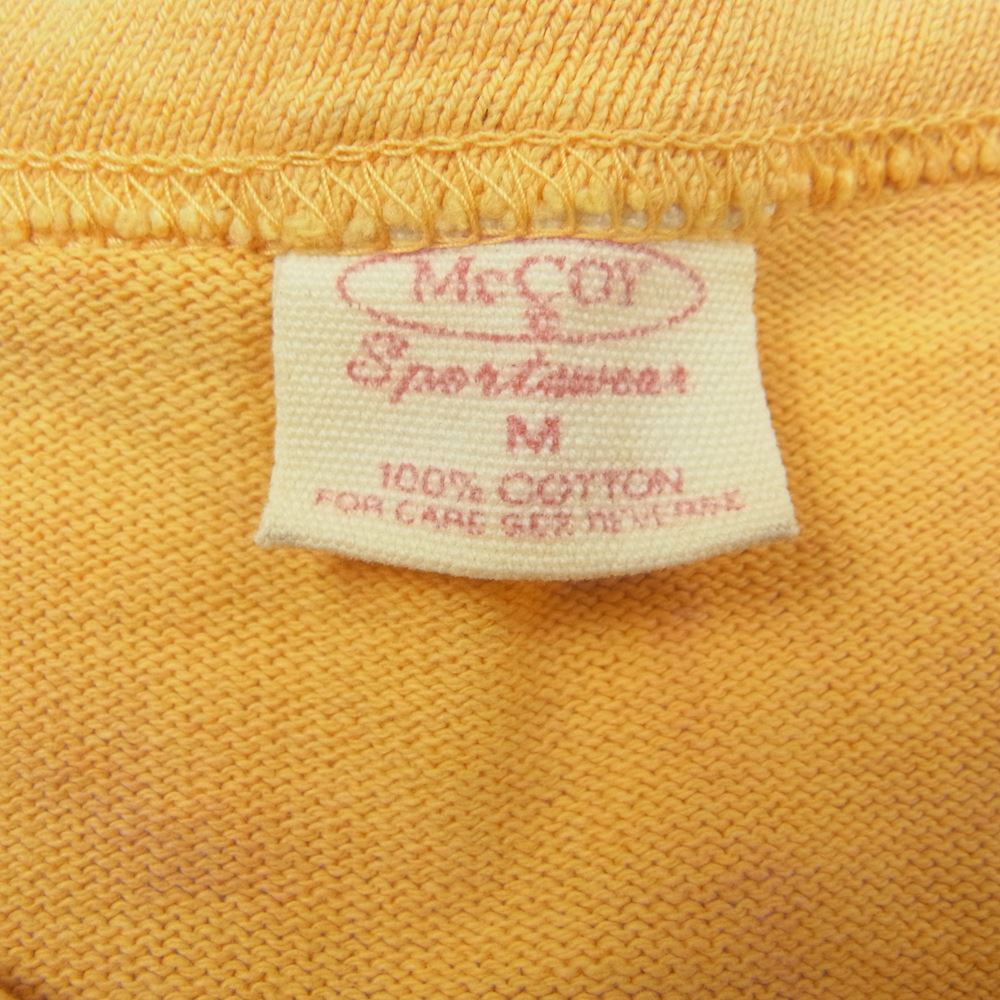 McCOY
Sportswear
M
100% COTTON
FOR CARE SEE REVERSE